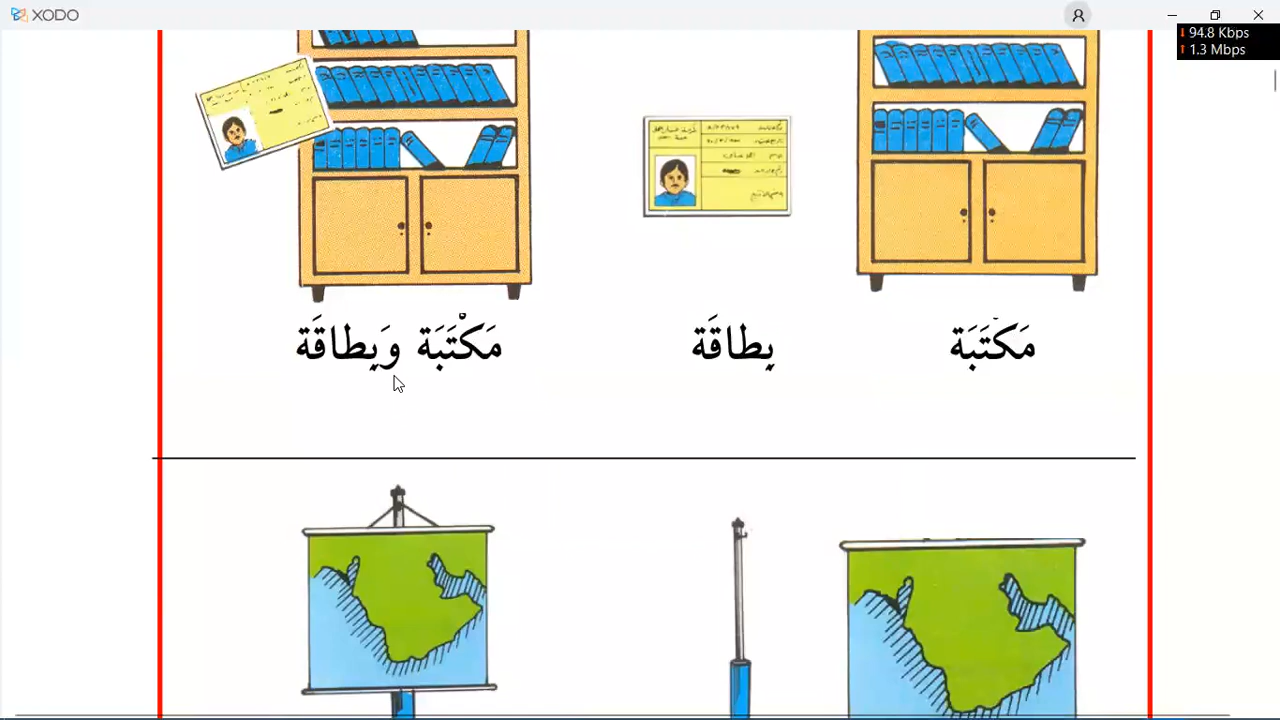 XODO
94.8 Kbps
1.3 Mbps
مَكْتَبَة
بِطاقَة
مَكْتَبَة وَبِطاقَة